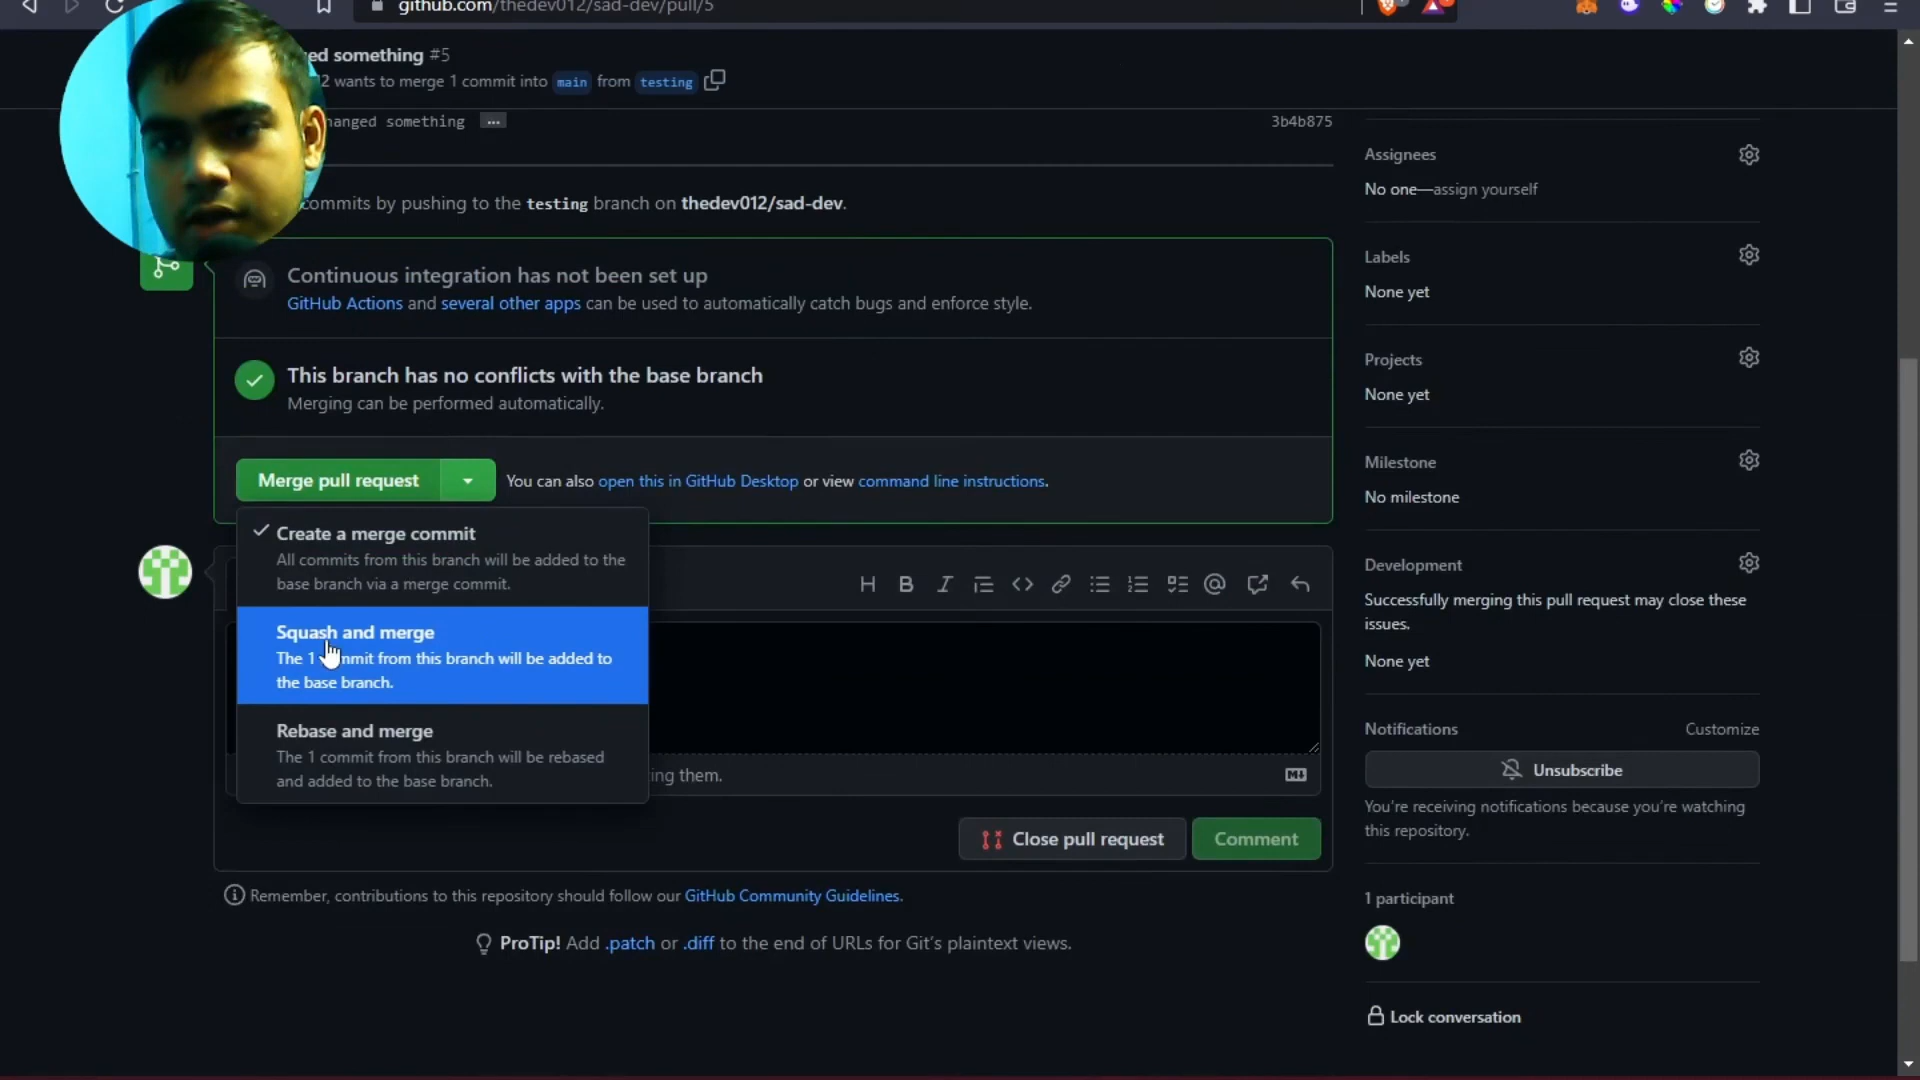 github.com/thedev012/sad-dev/pull/5
ed something #5
2 wants to merge 1 commit into main from testing
hanged something ... 3b4b875
commits by pushing to the testing branch on thedev012/sad-dev.
Continuous integration has not been set up
GitHub Actions and several other apps can be used to automatically catch bugs and enforce style.
This branch has no conflicts with the base branch
Merging can be performed automatically.
Merge pull request You can also open this in GitHub Desktop or view command line instructions.
Create a merge commit
All commits from this branch will be added to the
base branch via a merge commit.
Squash and merge
The 1 commit from this branch will be added to
the base branch.
Rebase and merge
The 1 commit from this branch will be rebased
and added to the base branch.
ing them.
Close pull request Comment
Remember, contributions to this repository should follow our GitHub Community Guidelines.
ProTip! Add .patch or .diff to the end of URLs for Git's plaintext views.
Assignees
No one—assign yourself
Labels
None yet
Projects
None yet
Milestone
No milestone
Development
Successfully merging this pull request may close these
issues.
None yet
Notifications Customize
Unsubscribe
You're receiving notifications because you're watching
this repository.
1 participant
Lock conversation